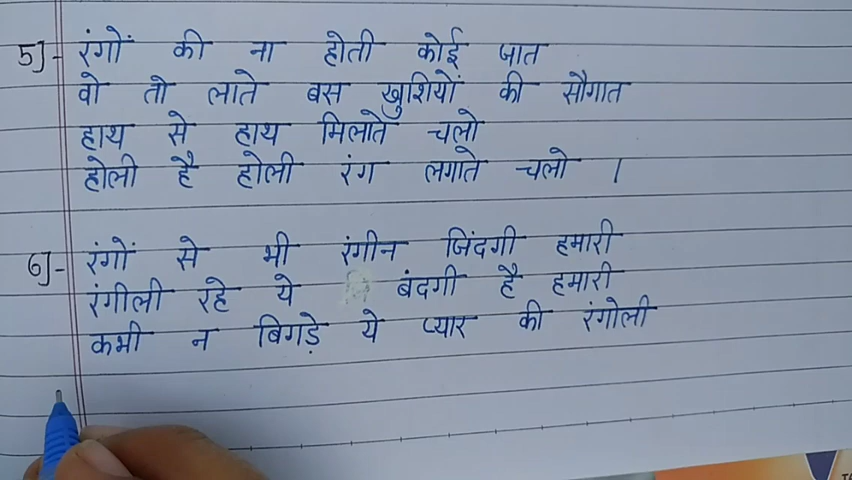 5]- रंगों की ना होती कोई जात
वो तो लाते बस खुशियों की सौगात
हाथ से हाथ मिलाते चलो
होली है होली रंग लगाते चलो ।
6]- रंगों से भी रंगीन जिंदगी हमारी
रंगीली रहे ये बंदगी है हमारी
कभी न बिगड़े ये प्यार की रंगोली